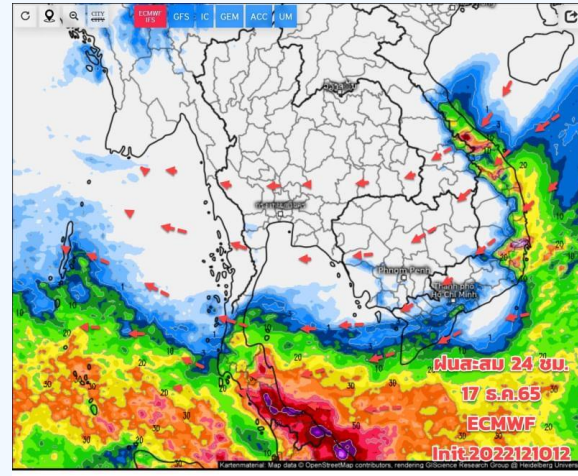 CITY
ECMWF
IFS
GFS
IC
GEM
ACC
UM
Phnom Penh
Thành phố
Hồ Chí Minh
ฝนสะสม 24 ชม.
17 ธ.ค.65
ECMWF
Init.2022121012
Kartenmaterial Map data © OpenStreetMap contributors, rendering GIScience Research Group @ Heidelberg Univer